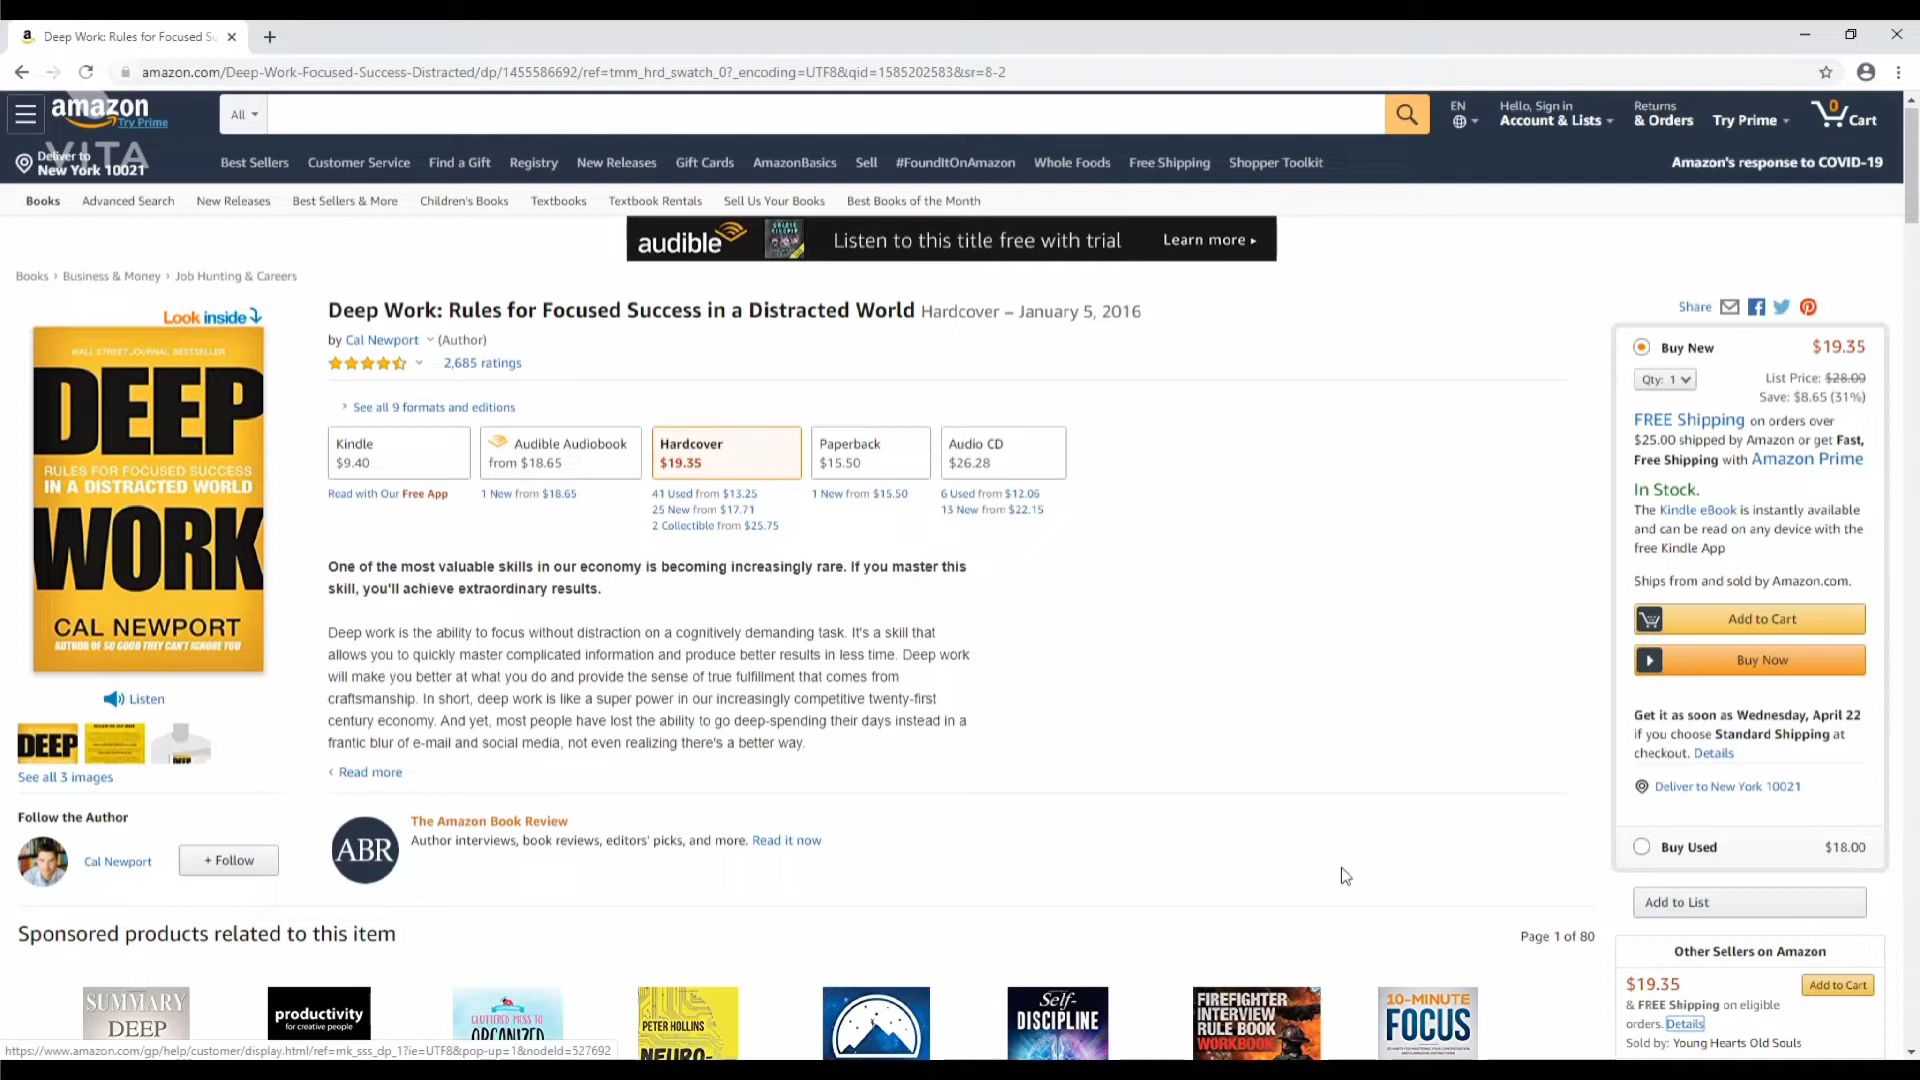 Deep Work: Rules for Focused Su
amazon.com/Deep-Work-Focused-Success-Distracted/dp/1455586692/ref=tmm_hrd_swatch_0?_encoding=UTF8&qid=1585202583&sr=8-2
amazon
Try Prime
All
EN
Hello, Sign in
Account & Lists
Returns
& Orders
Try Prime
0
Cart
VITA
Deliver to
New York 10021
Best Sellers Customer Service Find a Gift Registry New Releases Gift Cards AmazonBasics Sell #FoundItOnAmazon Whole Foods Free Shipping Shopper Toolkit
Amazon's response to COVID-19
Books Advanced Search New Releases Best Sellers & More Children's Books Textbooks Textbook Rentals Sell Us Your Books Best Books of the Month
audible Listen to this title free with trial Learn more ▸
Books › Business & Money › Job Hunting & Careers
Look inside
WALL STREET JOURNAL BESTSELLER
DEEP
RULES FOR FOCUSED SUCCESS
IN A DISTRACTED WORLD
WORK
CAL NEWPORT
AUTHOR OF SO GOOD THEY CAN'T IGNORE YOU
Listen
DEEP
See all 3 images
Follow the Author
Cal Newport
+ Follow
Deep Work: Rules for Focused Success in a Distracted World Hardcover – January 5, 2016
by Cal Newport (Author)
2,685 ratings
› See all 9 formats and editions
Kindle
$9.40
Read with Our Free App
Audible Audiobook
from $18.65
1 New from $18.65
Hardcover
$19.35
41 Used from $13.25
25 New from $17.71
2 Collectible from $25.75
Paperback
$15.50
1 New from $15.50
Audio CD
$26.28
6 Used from $12.06
13 New from $22.15
One of the most valuable skills in our economy is becoming increasingly rare. If you master this
skill, you'll achieve extraordinary results.
Deep work is the ability to focus without distraction on a cognitively demanding task. It's a skill that
allows you to quickly master complicated information and produce better results in less time. Deep work
will make you better at what you do and provide the sense of true fulfillment that comes from
craftsmanship. In short, deep work is like a super power in our increasingly competitive twenty-first
century economy. And yet, most people have lost the ability to go deep-spending their days instead in a
frantic blur of e-mail and social media, not even realizing there's a better way.
‹ Read more
ABR
The Amazon Book Review
Author interviews, book reviews, editors' picks, and more. Read it now
Share
Buy New
$19.35
Qty: 1
List Price: $28.00
Save: $8.65 (31%)
FREE Shipping on orders over
$25.00 shipped by Amazon or get Fast,
Free Shipping with Amazon Prime
In Stock.
The Kindle eBook is instantly available
and can be read on any device with the
free Kindle App
Ships from and sold by Amazon.com.
Add to Cart
Buy Now
Get it as soon as Wednesday, April 22
if you choose Standard Shipping at
checkout. Details
Deliver to New York 10021
Buy Used
$18.00
Add to List
Other Sellers on Amazon
$19.35
Add to Cart
& FREE Shipping on eligible
orders. Details
Sold by: Young Hearts Old Souls
Sponsored products related to this item
Page 1 of 80
SUMMARY
DEEP
productivity
for creative people
CLUTTERED MESS TO
ORGANIZED
PETER HOLLINS
NEURO-
Self-
DISCIPLINE
FIREFIGHTER
INTERVIEW
RULE BOOK
WORKBOOK
10-MINUTE
FOCUS
https://www.amazon.com/gp/help/customer/display.html/ref=mk_sss_dp_1?ie=UTF8&pop-up=1&nodeId=527692